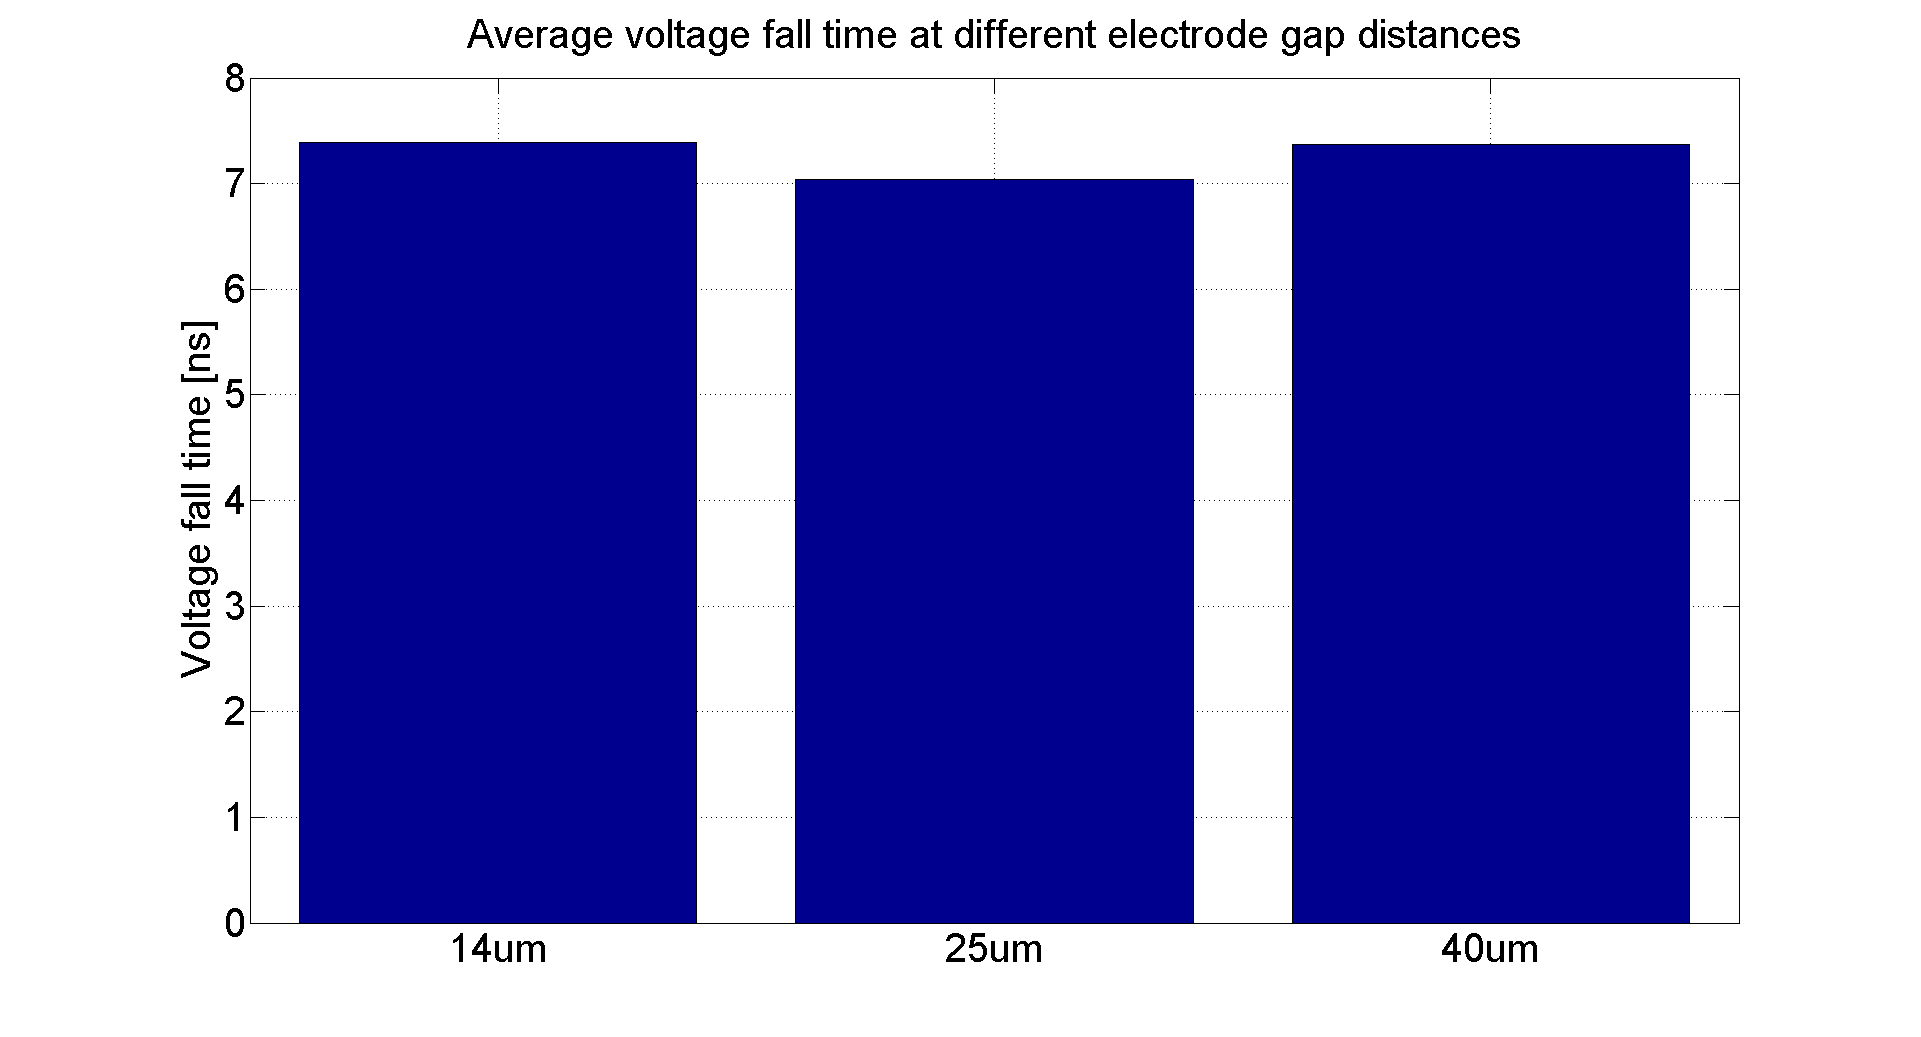 Average voltage fall time at different electrode gap distances
8
7
6
5
4
3
2
1
0
Voltage fall time [ns]
14um
25um
40um